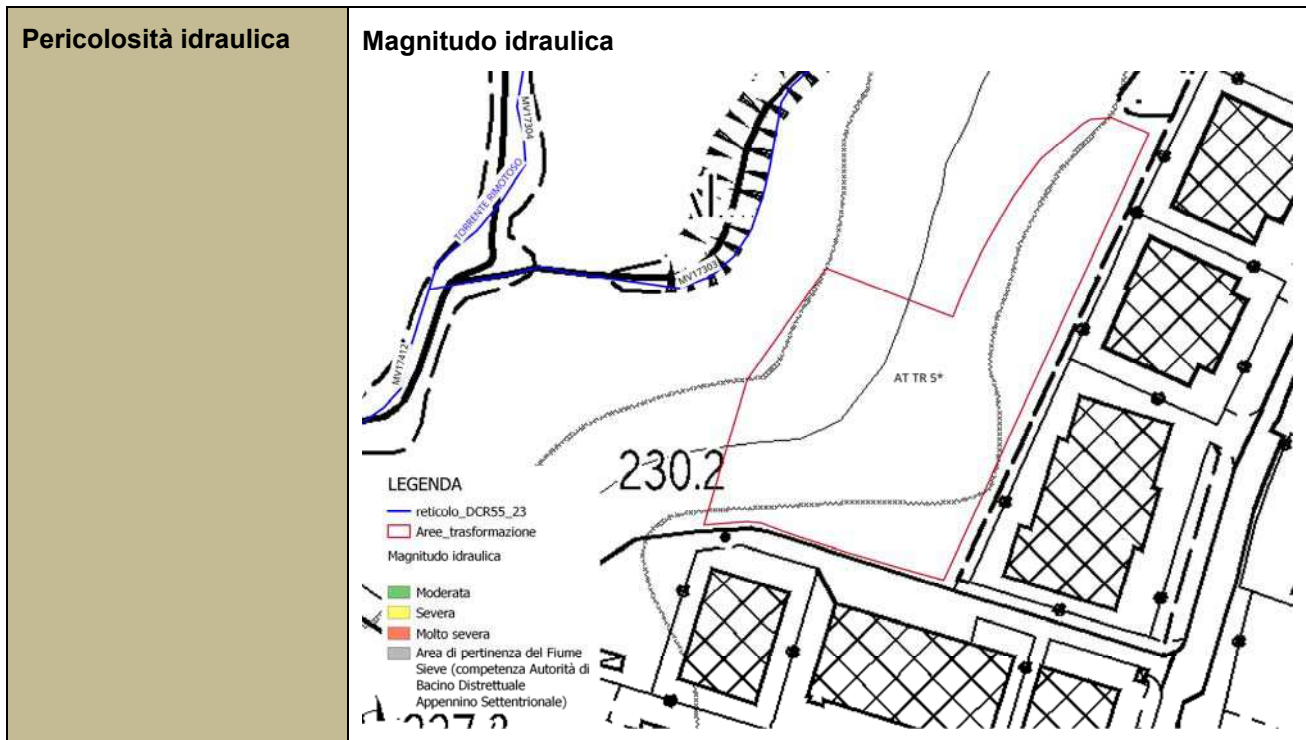 Pericolosità idraulica
Magnitudo idraulica
MV17304
TORRENTE RIMOTOSO
MV17303
MV17412*
AT TR 5*
230.2
LEGENDA
reticolo_DCR55_23
Aree_trasformazione
Magnitudo idraulica
Moderata
Severa
Molto severa
Area di pertinenza del Fiume
Sieve (competenza Autorità di
Bacino Distrettuale
Appennino Settentrionale)